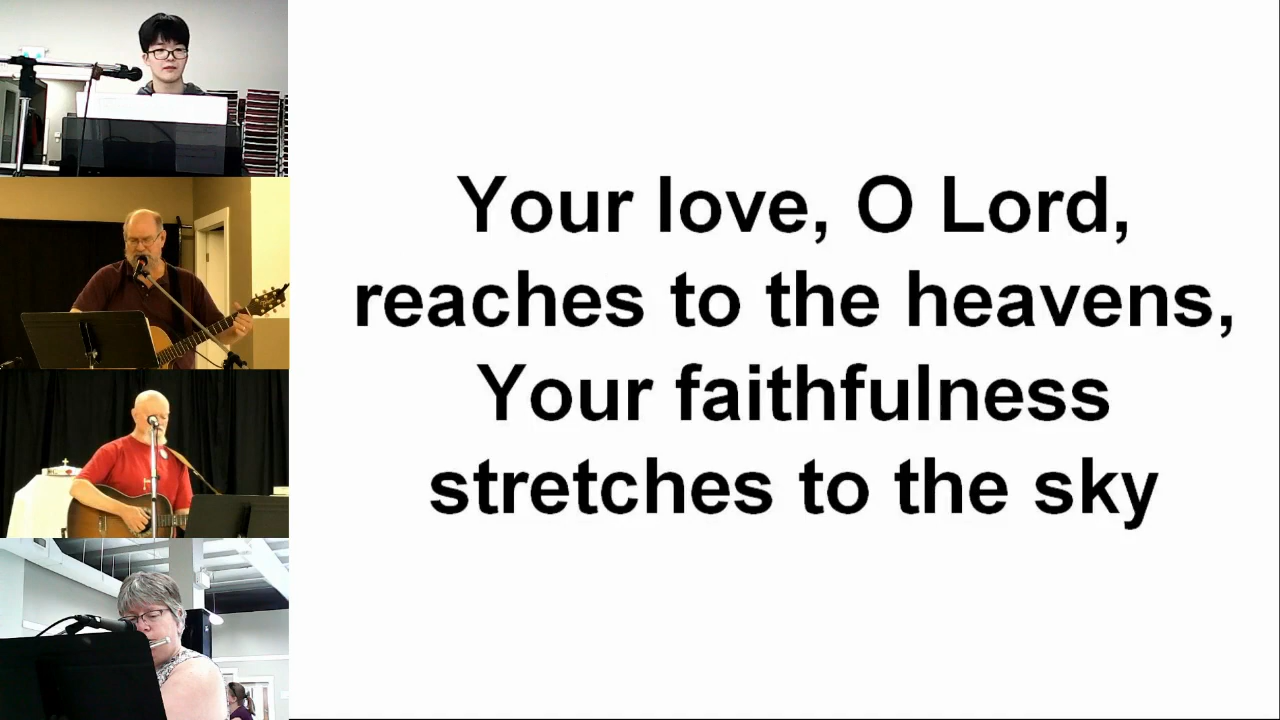 Your love, O Lord,
reaches to the heavens,
Your faithfulness
stretches to the sky